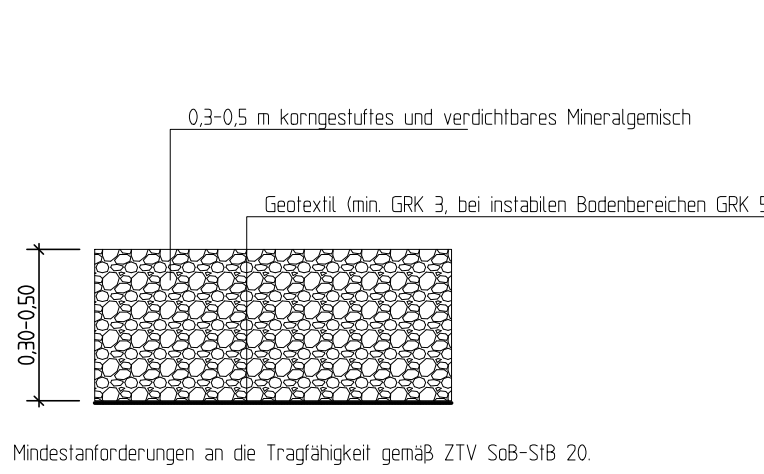 0,3-0,5 m korngestuftes und verdichtbares Mineralgemisch
Geotextil (min. GRK 3, bei instabilen Bodenbereichen GRK
0,30-0,50
Mindestanforderungen an die Tragfähigkeit gemäß ZTV SoB-StB 20.